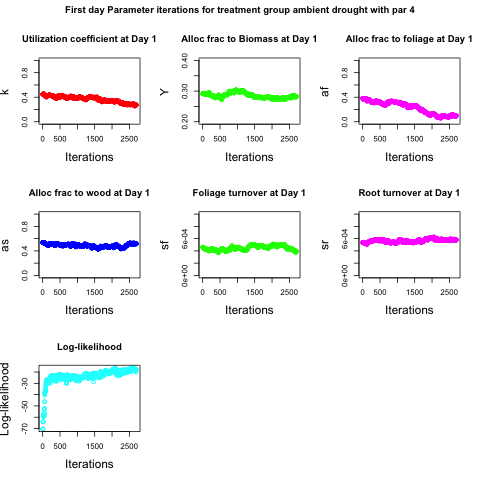 First day Parameter iterations for treatment group ambient drought with par 4
Utilization coefficient at Day 1
k
0.0 0.4 0.8
0 500 1500 2500
Iterations
Alloc frac to Biomass at Day 1
Y
0.20 0.30 0.40
0 500 1500 2500
Iterations
Alloc frac to foliage at Day 1
af
0.0 0.4 0.8
0 500 1500 2500
Iterations
Alloc frac to wood at Day 1
as
0.0 0.4 0.8
0 500 1500 2500
Iterations
Foliage turnover at Day 1
sf
0e+00 6e-04
0 500 1500 2500
Iterations
Root turnover at Day 1
sr
0e+00 6e-04
0 500 1500 2500
Iterations
Log-likelihood
Log-likelihood
-70 -50 -30
0 500 1500 2500
Iterations